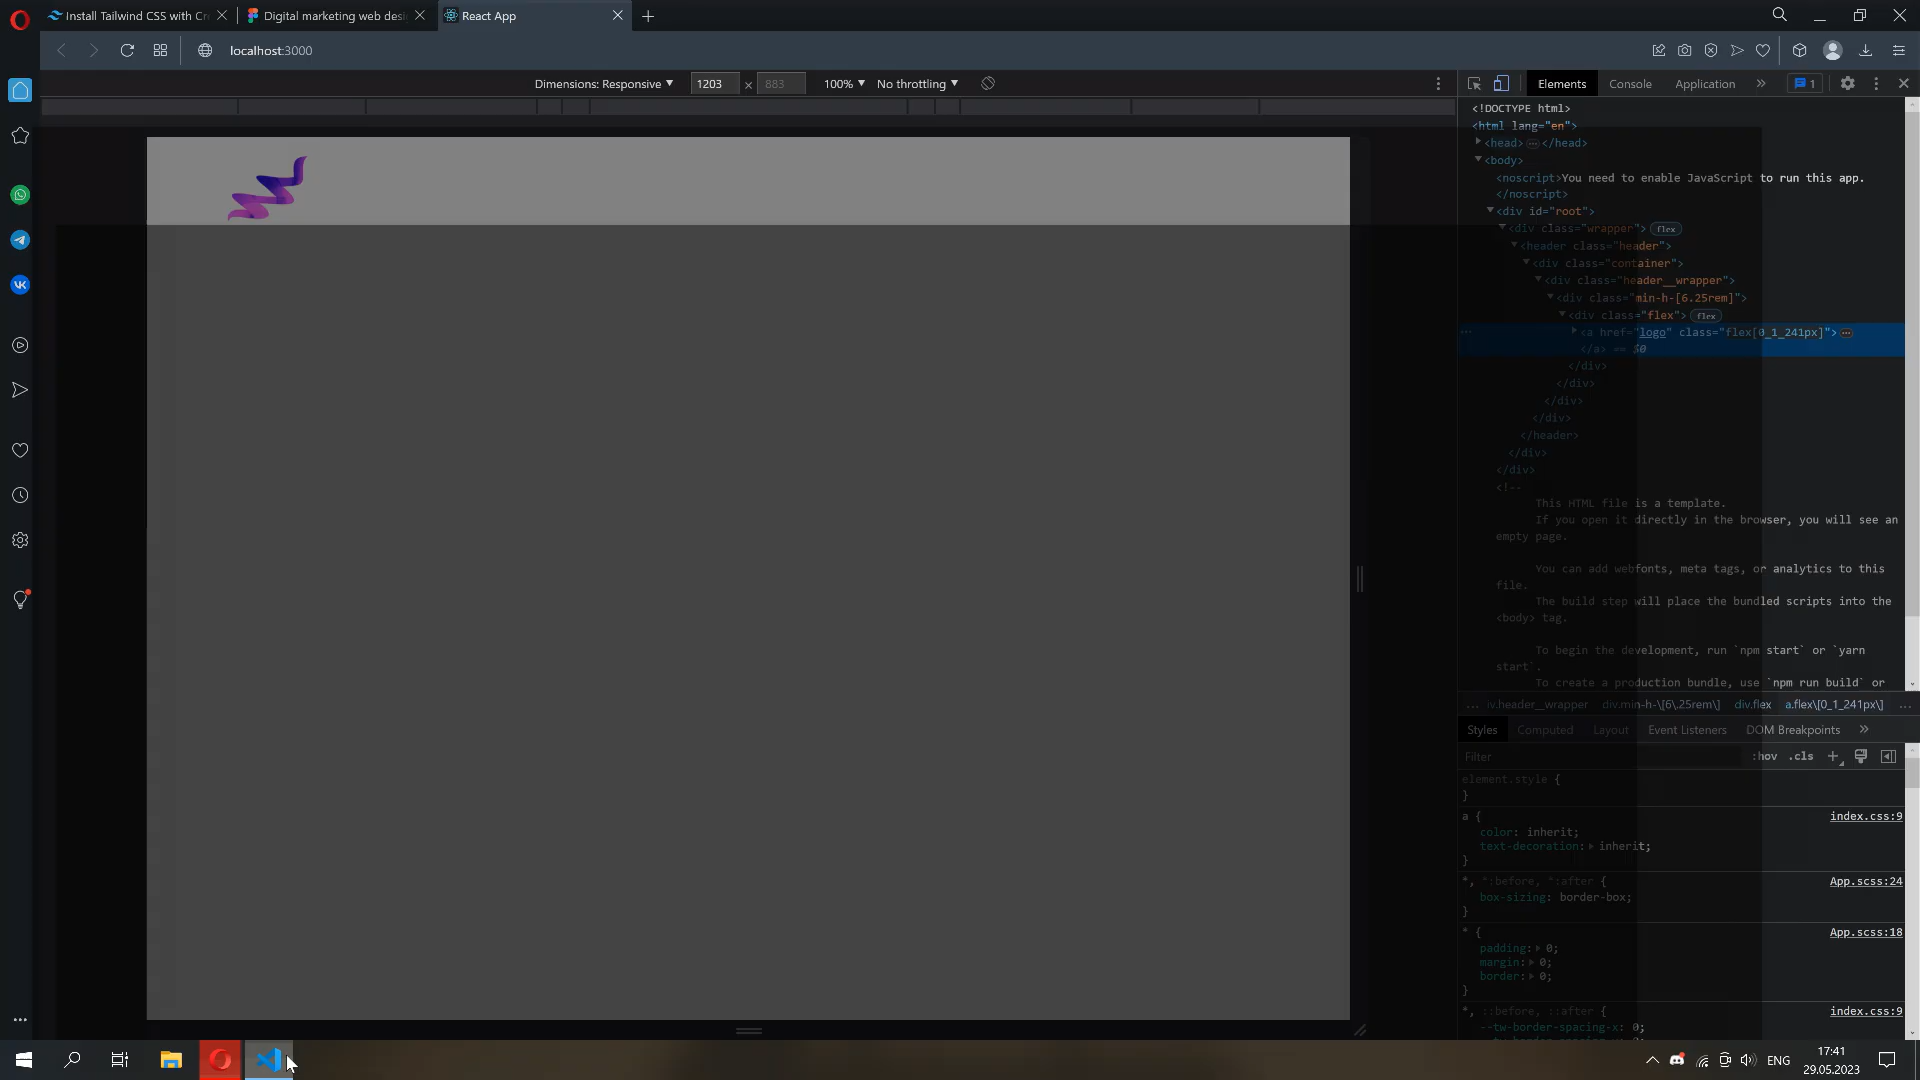 Install Tailwind CSS with Cr
Digital marketing web desi
React App
localhost:3000
Dimensions: Responsive
1203
×
883
100%
No throttling
Elements
Console
Application
1
<!DOCTYPE html>
<html lang="en">
<head> ⋯ </head>
<body>
<noscript>You need to enable JavaScript to run this app.
</noscript>
<div id="root">
<div class="wrapper"> flex
<header class="header">
<div class="container">
<div class="header__wrapper">
<div class="min-h-[6.25rem]">
<div class="flex"> flex
<a href="logo" class="flex[0_1_241px]"> ⋯
</a> == $0
</div>
</div>
</div>
</div>
</header>
</div>
</div>
<!--
This HTML file is a template.
If you open it directly in the browser, you will see an
empty page.
You can add webfonts, meta tags, or analytics to this
file.
The build step will place the bundled scripts into the
<body> tag.
To begin the development, run `npm start` or `yarn
start`.
To create a production bundle, use `npm run build` or
... iv.header__wrapper div.min-h-\[6\.25rem\] div.flex a.flex\[0_1_241px\] ...
Styles
Computed
Layout
Event Listeners
DOM Breakpoints
Filter
:hov .cls
element.style {
}
a {
index.css:9
color: inherit;
text-decoration: inherit;
}
*, *:before, *:after {
App.scss:24
box-sizing: border-box;
}
* {
App.scss:18
padding: 0;
margin: 0;
border: 0;
}
*, ::before, ::after {
index.css:9
--tw-border-spacing-x: 0;
ENG
17:41
29.05.2023